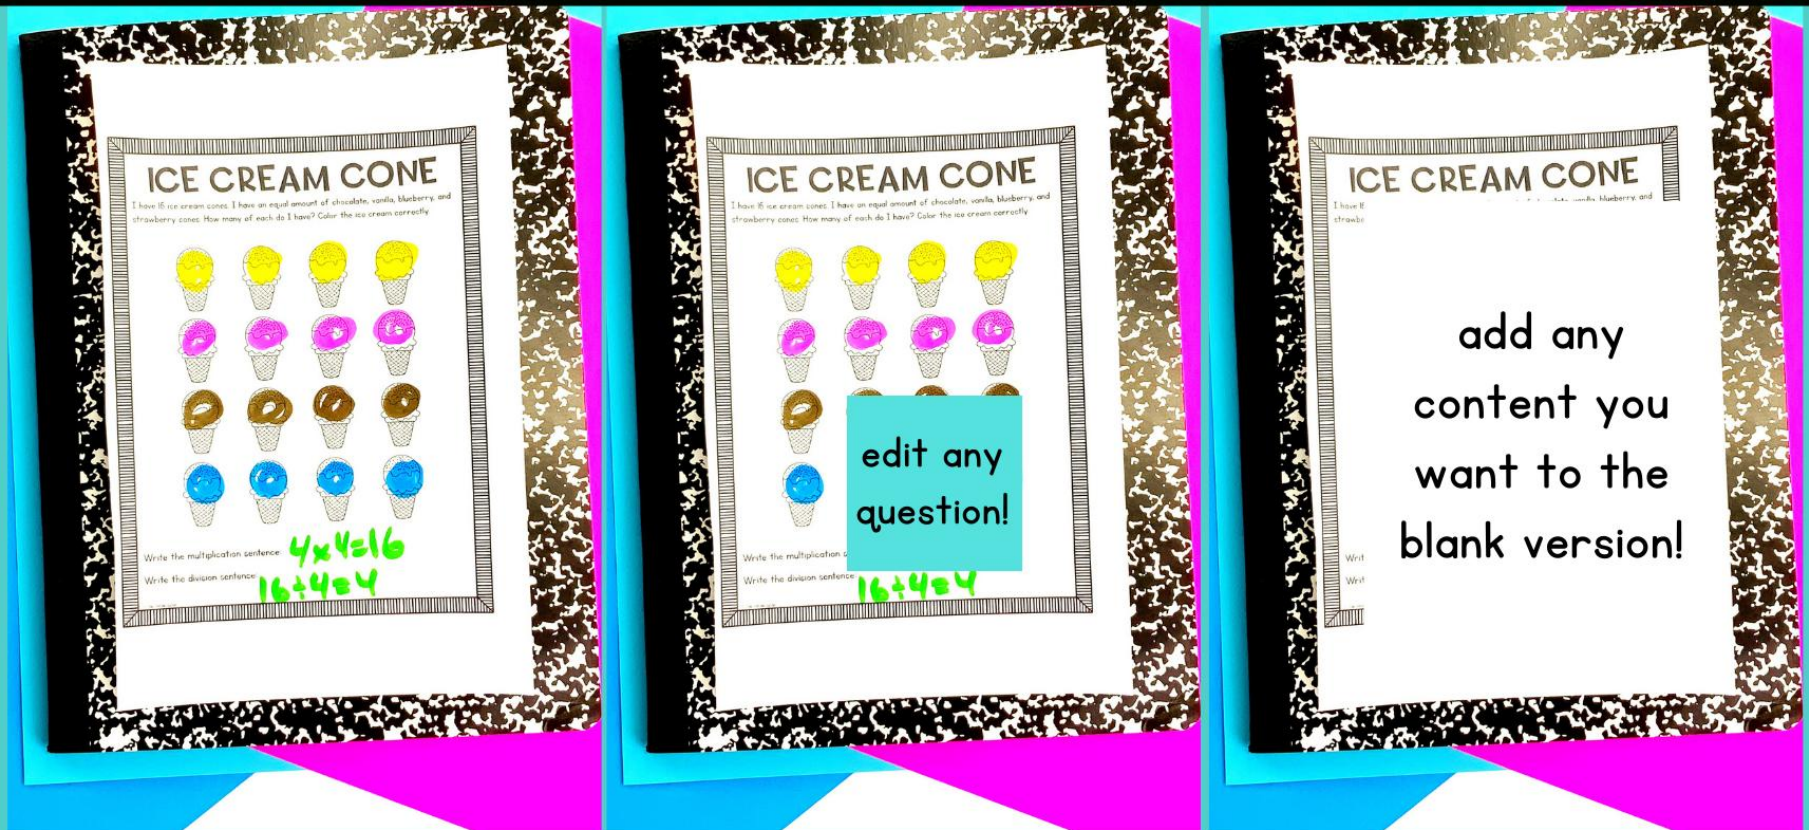 ICE CREAM CONE
I have 16 ice cream cones. I have an equal amount of chocolate, vanilla, blueberry, and
strawberry cones. How many of each do I have? Color the ice cream correctly
Write the multiplication sentence: 4x4=16
Write the division sentence: 16÷4=4
ICE CREAM CONE
I have 16 ice cream cones. I have an equal amount of chocolate, vanilla, blueberry, and
strawberry cones. How many of each do I have? Color the ice cream correctly
edit any
question!
Write the multiplication
Write the division sentence 16÷4=4
ICE CREAM CONE
I have
chocolate, vanilla, blueberry, and
add any
content you
want to the
blank version!